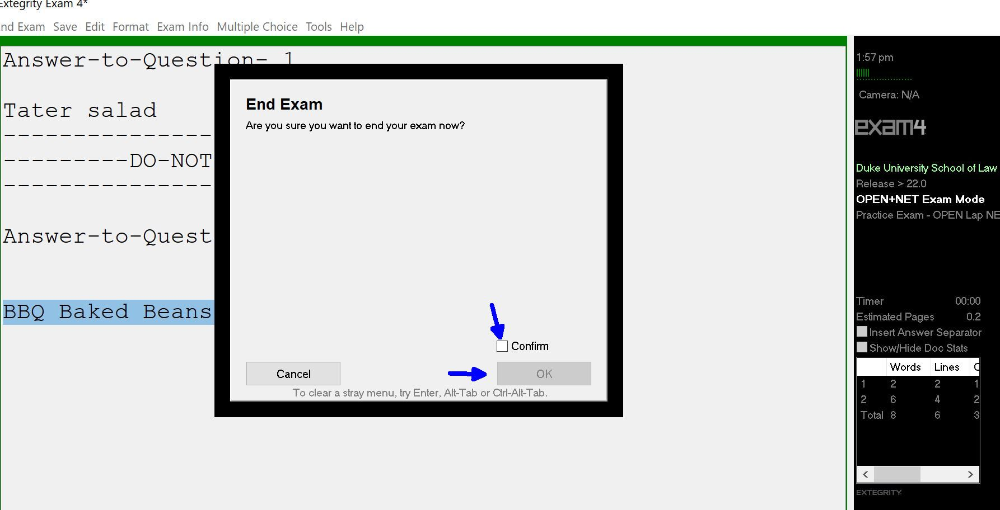 Extegrity Exam 4*
nd Exam Save Edit Format Exam Info Multiple Choice Tools Help
Answer-to-Question- 1
Tater salad
---------------
---------DO-NOT
---------------
Answer-to-Quest
BBQ Baked Beans
End Exam
Are you sure you want to end your exam now?
Confirm
Cancel OK
To clear a stray menu, try Enter, Alt-Tab or Ctrl-Alt-Tab.
1:57 pm
Camera: N/A
exam4
Duke University School of Law
Release > 22.0
OPEN+NET Exam Mode
Practice Exam - OPEN Lap NE
Timer 00:00
Estimated Pages 0.2
Insert Answer Separator
Show/Hide Doc Stats
Words Lines C
1 2 2 1
2 6 4 2
Total 8 6 3
< >
EXTEGRITY